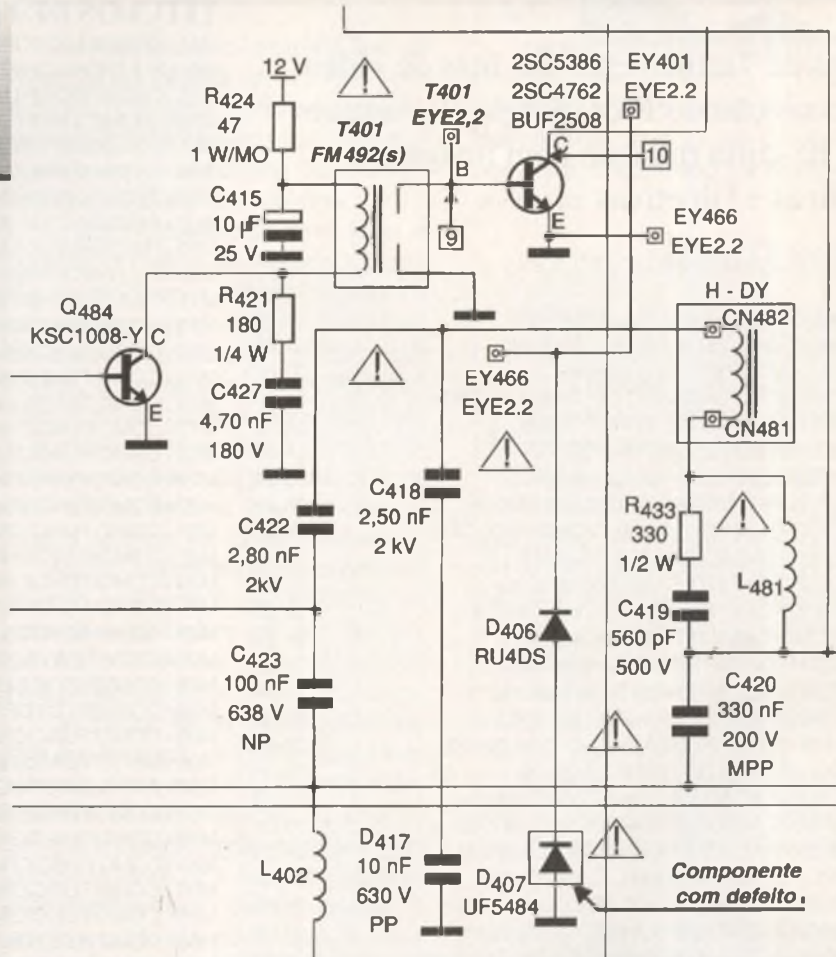 12 V
R424
47
1 W/MO
T401
FM492(s)
T401
EYE2,2
2SC5386
2SC4762
BUF2508
EY401
EYE2.2
C
10
B
9
E
EY466
EYE2.2
C415
10 µF
25 V
Q484
KSC1008-Y
C
E
R421
180
1/4 W
C427
4,70 nF
180 V
H - DY
CN482
CN481
EY466
EYE2.2
C422
2,80 nF
2kV
C418
2,50 nF
2 kV
R433
330
1/2 W
L481
C419
560 pF
500 V
D406
RU4DS
C423
100 nF
638 V
NP
C420
330 nF
200 V
MPP
L402
D417
10 nF
630 V
PP
D407
UF5484
Componente
com defeito.